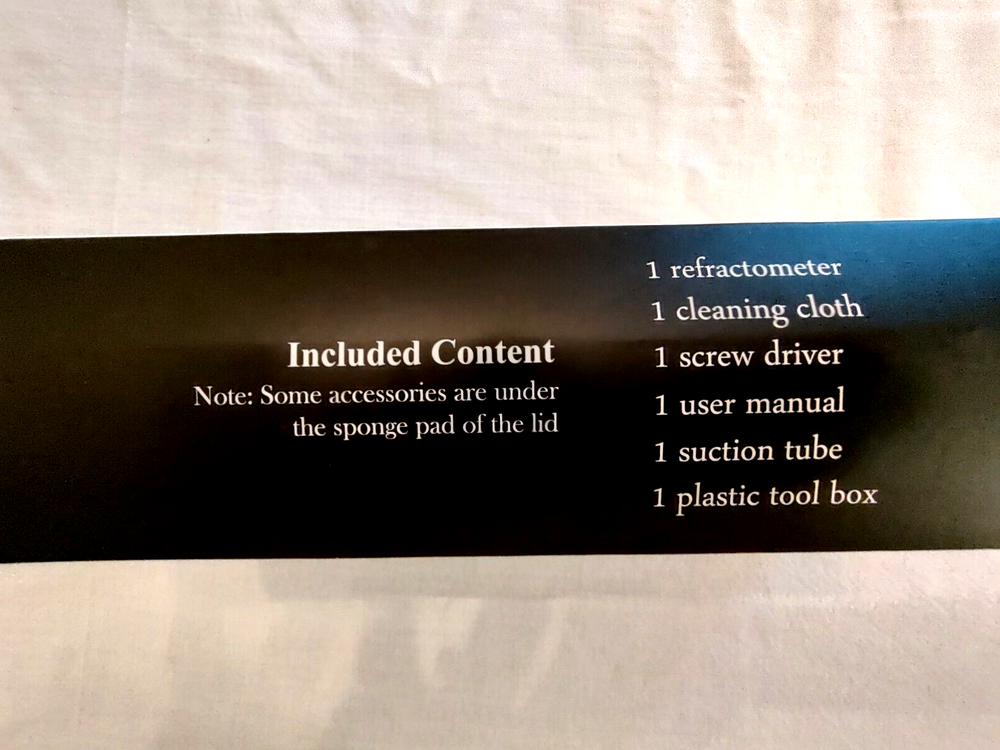 Included Content
Note: Some accessories are under
the sponge pad of the lid
1 refractometer
1 cleaning cloth
1 screw driver
1 user manual
1 suction tube
1 plastic tool box